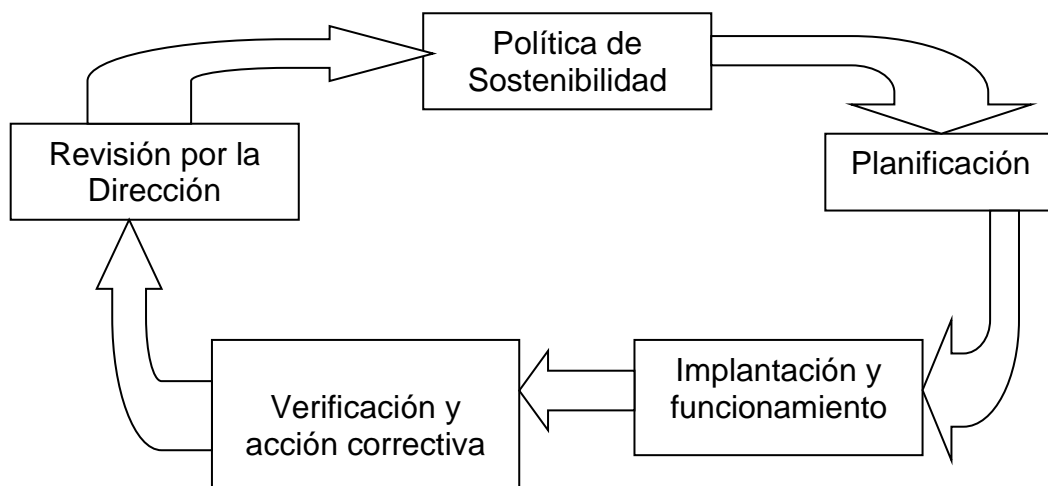 Política de
Sostenibilidad
Planificación
Implantación y
funcionamiento
Verificación y
acción correctiva
Revisión por la
Dirección